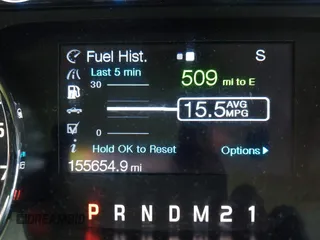 Fuel Hist.
S
Last 5 min
509 mi to E
30
15.5 AVG MPG
0
Hold OK to Reset
Options
155654.9 mi
P R N D M 2 1